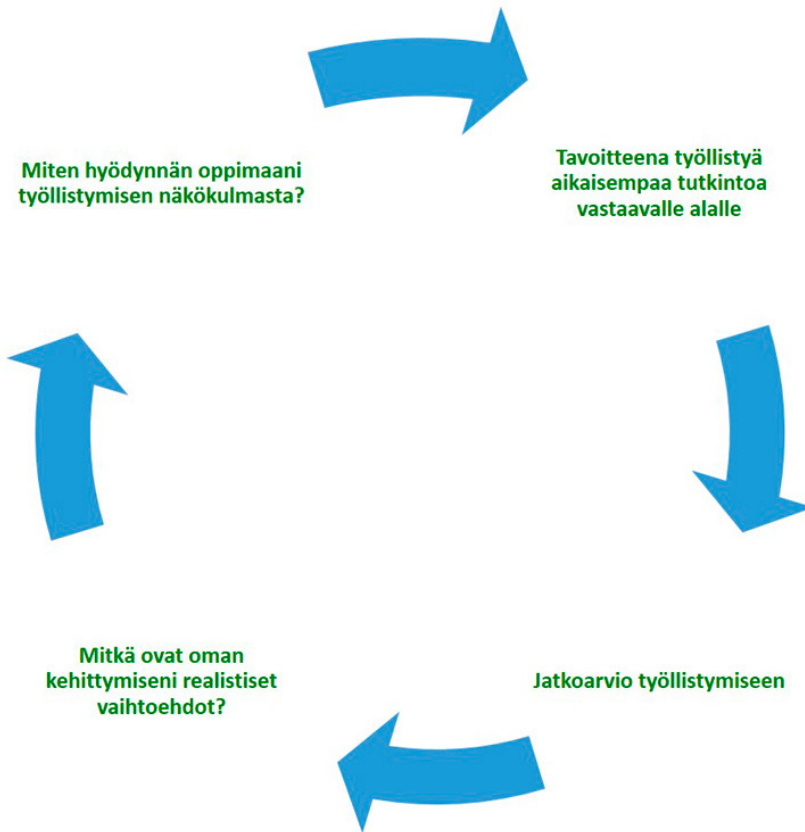 Miten hyödynnän oppimaani
työllistymisen näkökulmasta?
Tavoitteena työllistyä
aikaisempaa tutkintoa
vastaavalle alalle
Mitkä ovat oman
kehittymiseni realistiset
vaihtoehdot?
Jatkoarvio työllistymiseen